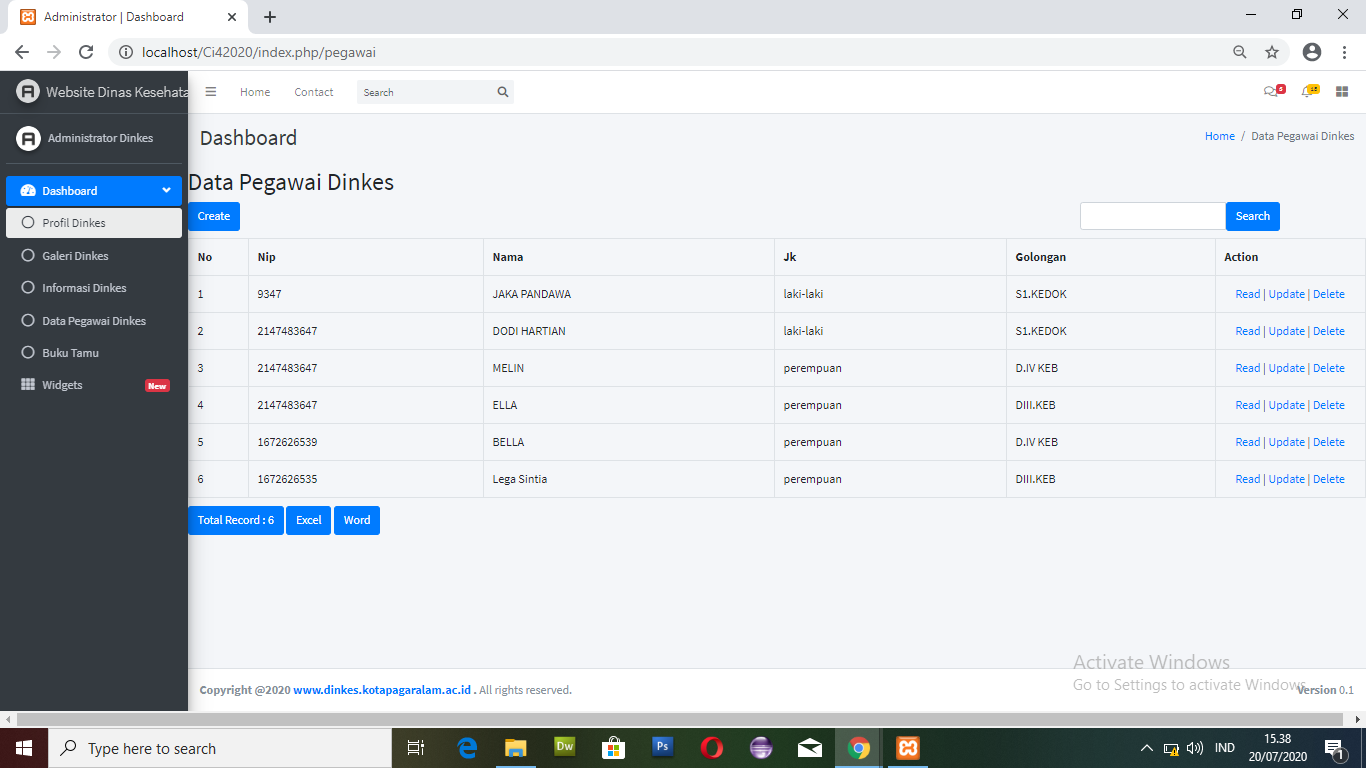 Administrator | Dashboard
localhost/Ci42020/index.php/pegawai
Website Dinas Kesehata
Home
Contact
Search
Administrator Dinkes
Dashboard
Home / Data Pegawai Dinkes
Dashboard
Profil Dinkes
Galeri Dinkes
Informasi Dinkes
Data Pegawai Dinkes
Buku Tamu
Widgets New
Data Pegawai Dinkes
Create
Search
No Nip Nama Jk Golongan Action
1 9347 JAKA PANDAWA laki-laki S1.KEDOK Read | Update | Delete
2 2147483647 DODI HARTIAN laki-laki S1.KEDOK Read | Update | Delete
3 2147483647 MELIN perempuan D.IV KEB Read | Update | Delete
4 2147483647 ELLA perempuan DIII.KEB Read | Update | Delete
5 1672626539 BELLA perempuan D.IV KEB Read | Update | Delete
6 1672626535 Lega Sintia perempuan DIII.KEB Read | Update | Delete
Total Record : 6 Excel Word
Activate Windows
Go to Settings to activate Windows.
Copyright @2020 www.dinkes.kotapagaralam.ac.id . All rights reserved.
Version 0.1
Type here to search
Dw
Ps
IND
15.38
20/07/2020
1